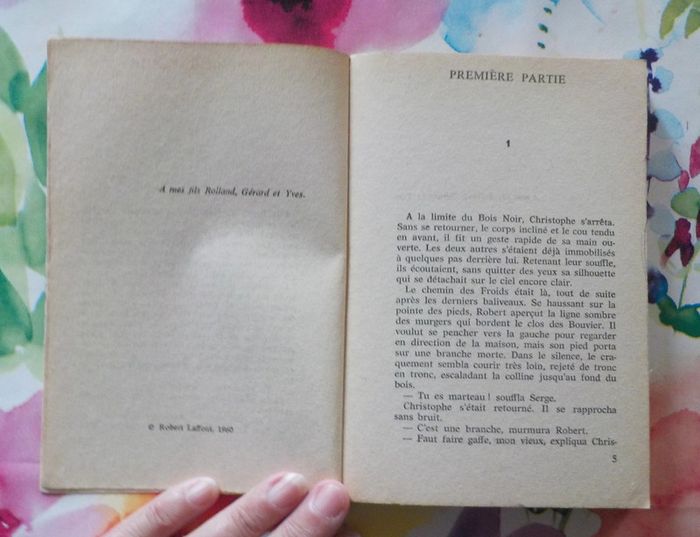 A mes fils Rolland, Gérard et Yves.
© Robert Laffont, 1960
PREMIÈRE PARTIE
1
A la limite du Bois Noir, Christophe s'arrêta.
Sans se retourner, le corps incliné et le cou tendu
en avant, il fit un geste rapide de sa main ou-
verte. Les deux autres s'étaient déjà immobilisés
à quelques pas derrière lui. Retenant leur souffle,
ils écoutaient, sans quitter des yeux sa silhouette
qui se détachait sur le ciel encore clair.
Le chemin des Froids était là, tout de suite
après les derniers baliveaux. Se haussant sur la
pointe des pieds, Robert aperçut la ligne sombre
des murgers qui bordent le clos des Bouvier. Il
voulut se pencher vers la gauche pour regarder
en direction de la maison, mais son pied porta
sur une branche morte. Dans le silence, le cra-
quement sembla courir très loin, rejeté de tronc
en tronc, escaladant la colline jusqu'au fond du
bois.
— Tu es marteau ! souffla Serge.
Christophe s'était retourné. Il se rapprocha
sans bruit.
— C'est une branche, murmura Robert.
— Faut faire gaffe, mon vieux, expliqua Chris-
5